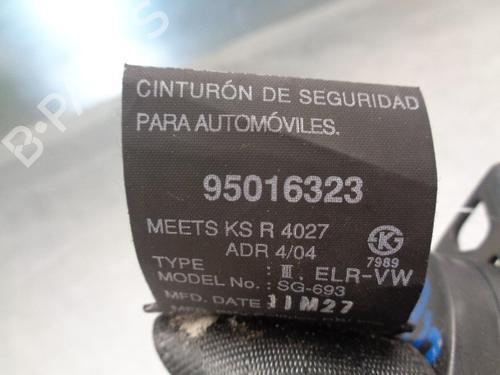 CINTURÓN DE SEGURIDAD
PARA AUTOMÓVILES.
95016323
MEETS KS R 4027
ADR 4/04
7989
TYPE : Ⅲ. ELR-VW
MODEL No.: SG-693
MFD. DATE 11M27